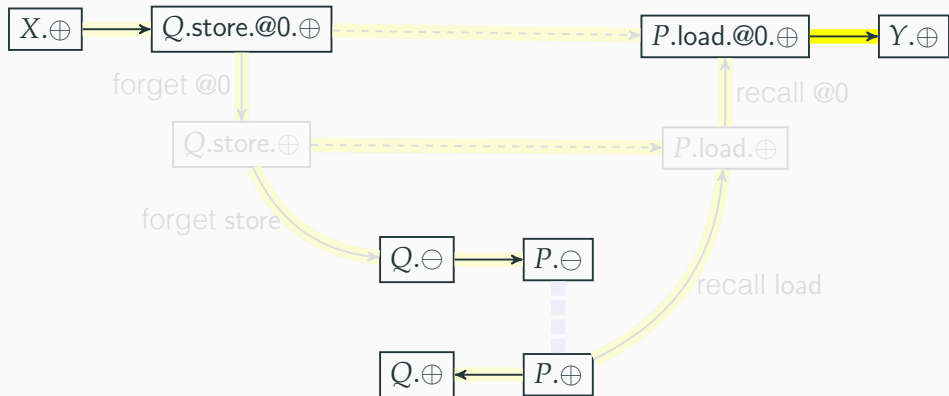 X.⊕ Q.store.@0.⊕ P.load.@0.⊕ Y.⊕
forget @0 recall @0
Q.store.⊕ P.load.⊕
forget store
Q.⊖ P.⊖
recall load
Q.⊕ P.⊕